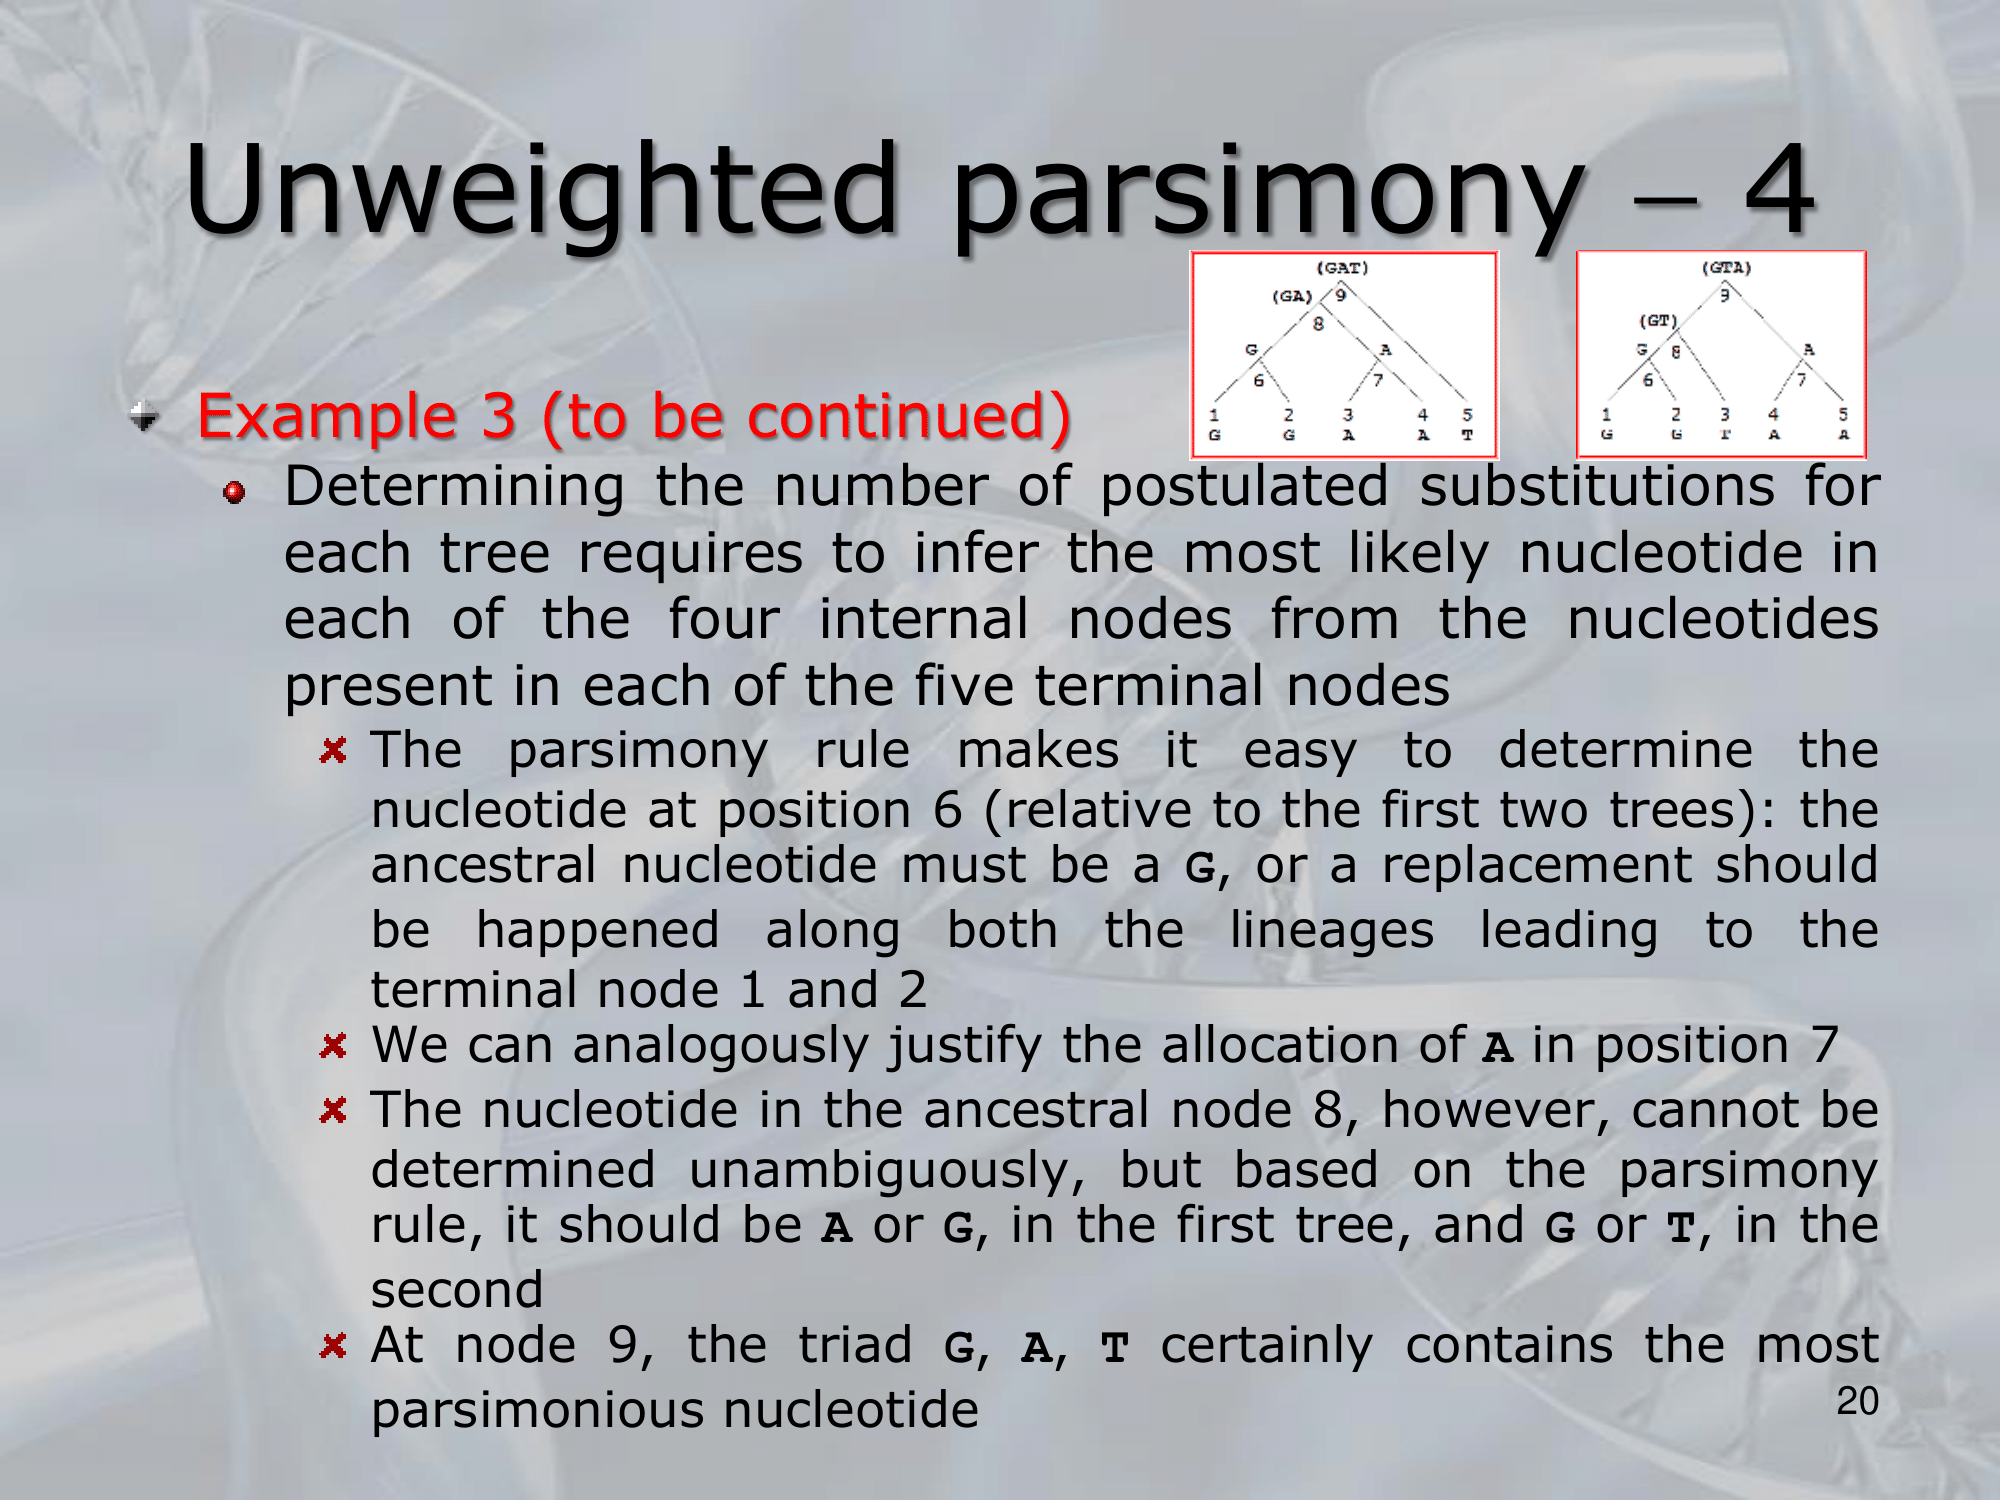 Unweighted parsimony – 4
(GAT)
(GA) 9
8
G A
6 7
1 2 3 4 5
G G A A T
(GTA)
9
(GT)
G 8 A
6 7
1 2 3 4 5
G G T A A
Example 3 (to be continued)
Determining the number of postulated substitutions for
each tree requires to infer the most likely nucleotide in
each of the four internal nodes from the nucleotides
present in each of the five terminal nodes
The parsimony rule makes it easy to determine the
nucleotide at position 6 (relative to the first two trees): the
ancestral nucleotide must be a G, or a replacement should
be happened along both the lineages leading to the
terminal node 1 and 2
We can analogously justify the allocation of A in position 7
The nucleotide in the ancestral node 8, however, cannot be
determined unambiguously, but based on the parsimony
rule, it should be A or G, in the first tree, and G or T, in the
second
At node 9, the triad G, A, T certainly contains the most
parsimonious nucleotide
20